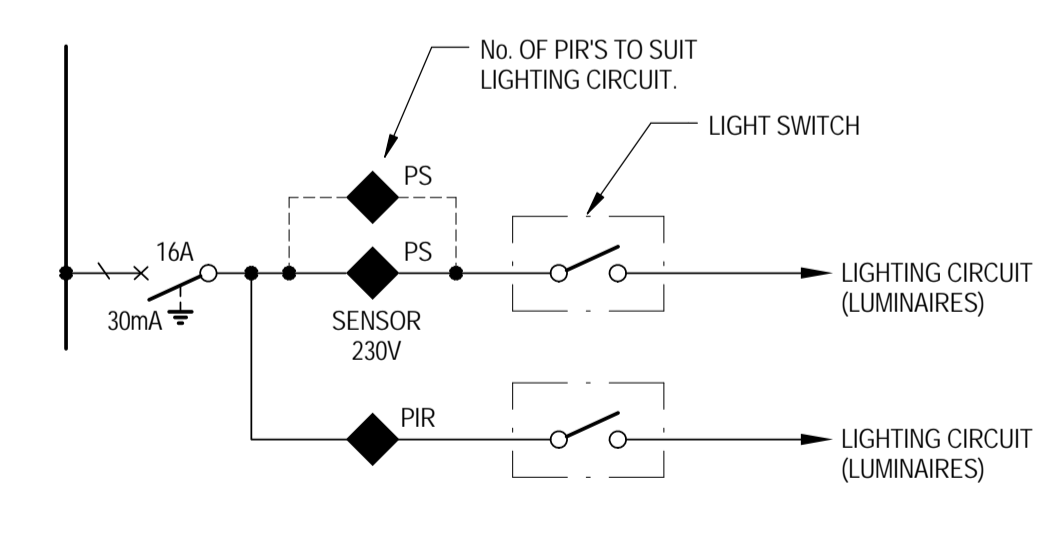 No. OF PIR'S TO SUIT
LIGHTING CIRCUIT.
LIGHT SWITCH
PS
16A
PS
LIGHTING CIRCUIT
(LUMINAIRES)
30mA
SENSOR
230V
PIR
LIGHTING CIRCUIT
(LUMINAIRES)